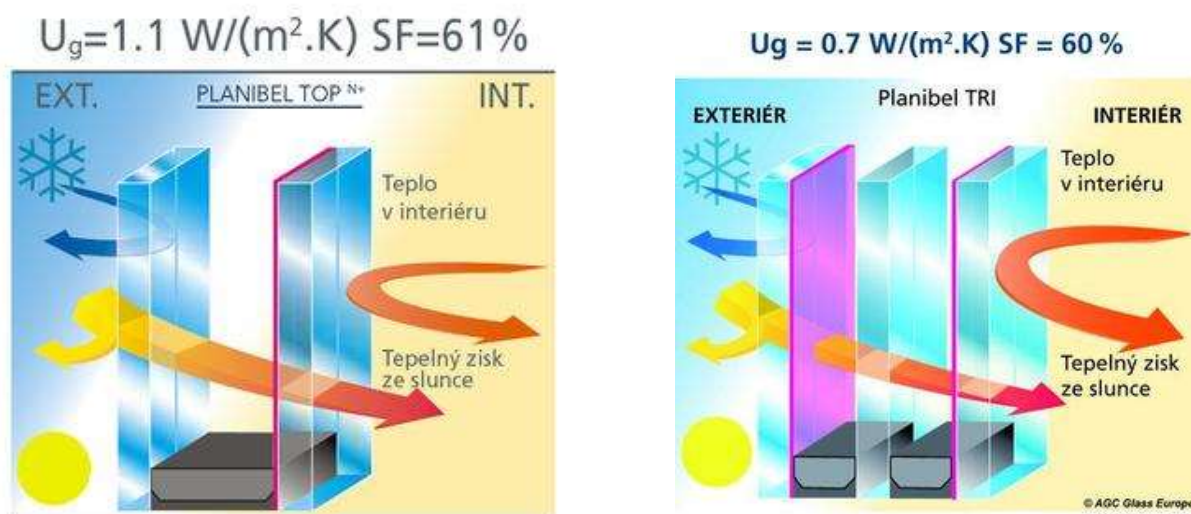 Ug=1.1 W/(m².K) SF=61%
EXT.
PLANIBEL TOP N+
INT.
Teplo
v interiéru
Tepelný zisk
ze slunce
Ug = 0.7 W/(m².K) SF = 60 %
Planibel TRI
EXTERIÉR
INTERIÉR
Teplo
v interiéru
Tepelný zisk
ze slunce
© AGC Glass Europe